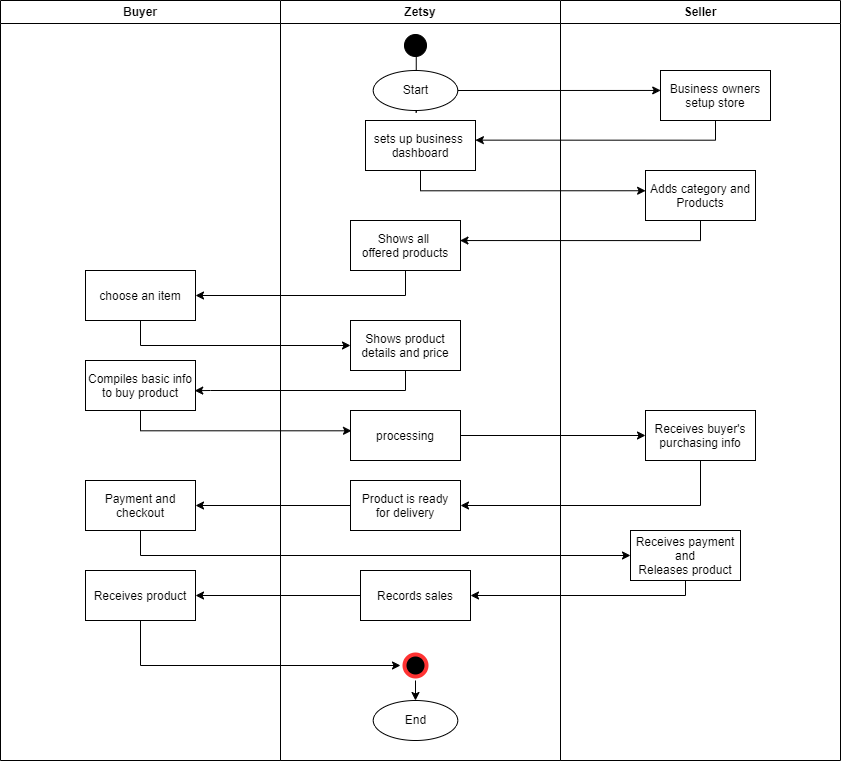 Buyer
Zetsy
Seller
Start
Business owners
setup store
sets up business
dashboard
Adds category and
Products
Shows all
offered products
choose an item
Shows product
details and price
Compiles basic info
to buy product
processing
Receives buyer's
purchasing info
Payment and
checkout
Product is ready
for delivery
Receives payment
and
Releases product
Receives product
Records sales
End